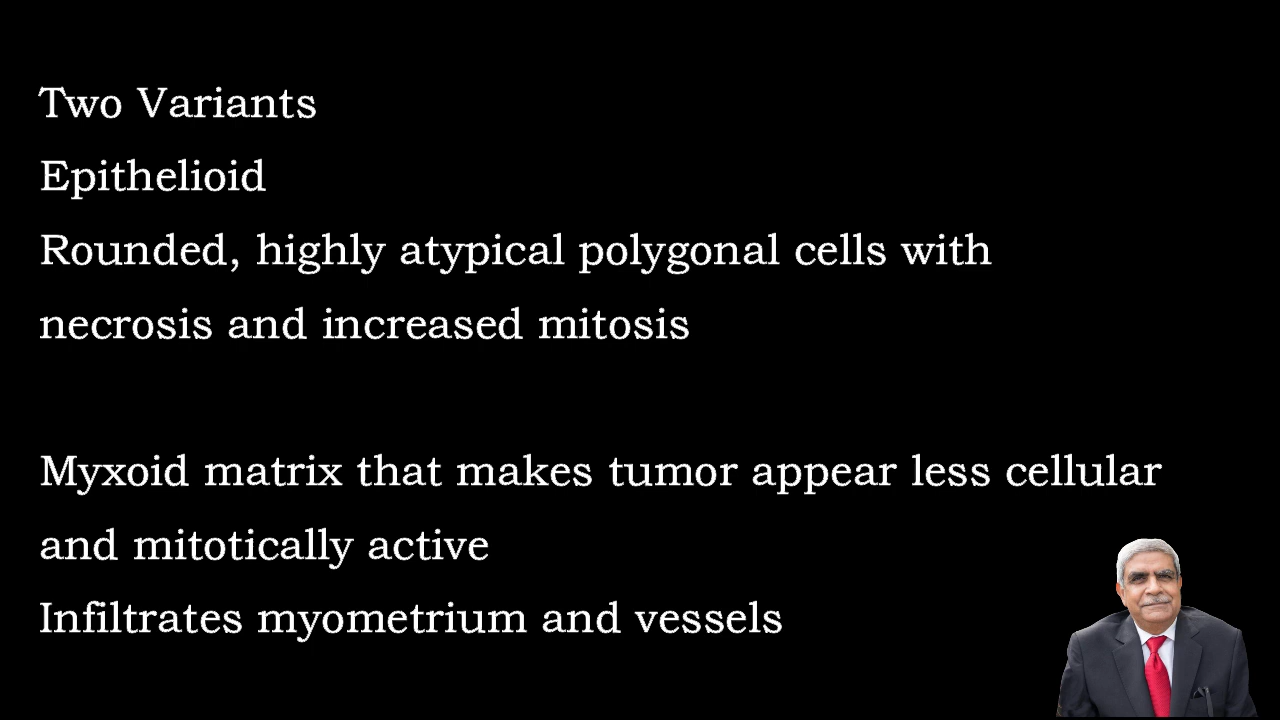 Two Variants
Epithelioid
Rounded, highly atypical polygonal cells with
necrosis and increased mitosis
Myxoid matrix that makes tumor appear less cellular
and mitotically active
Infiltrates myometrium and vessels